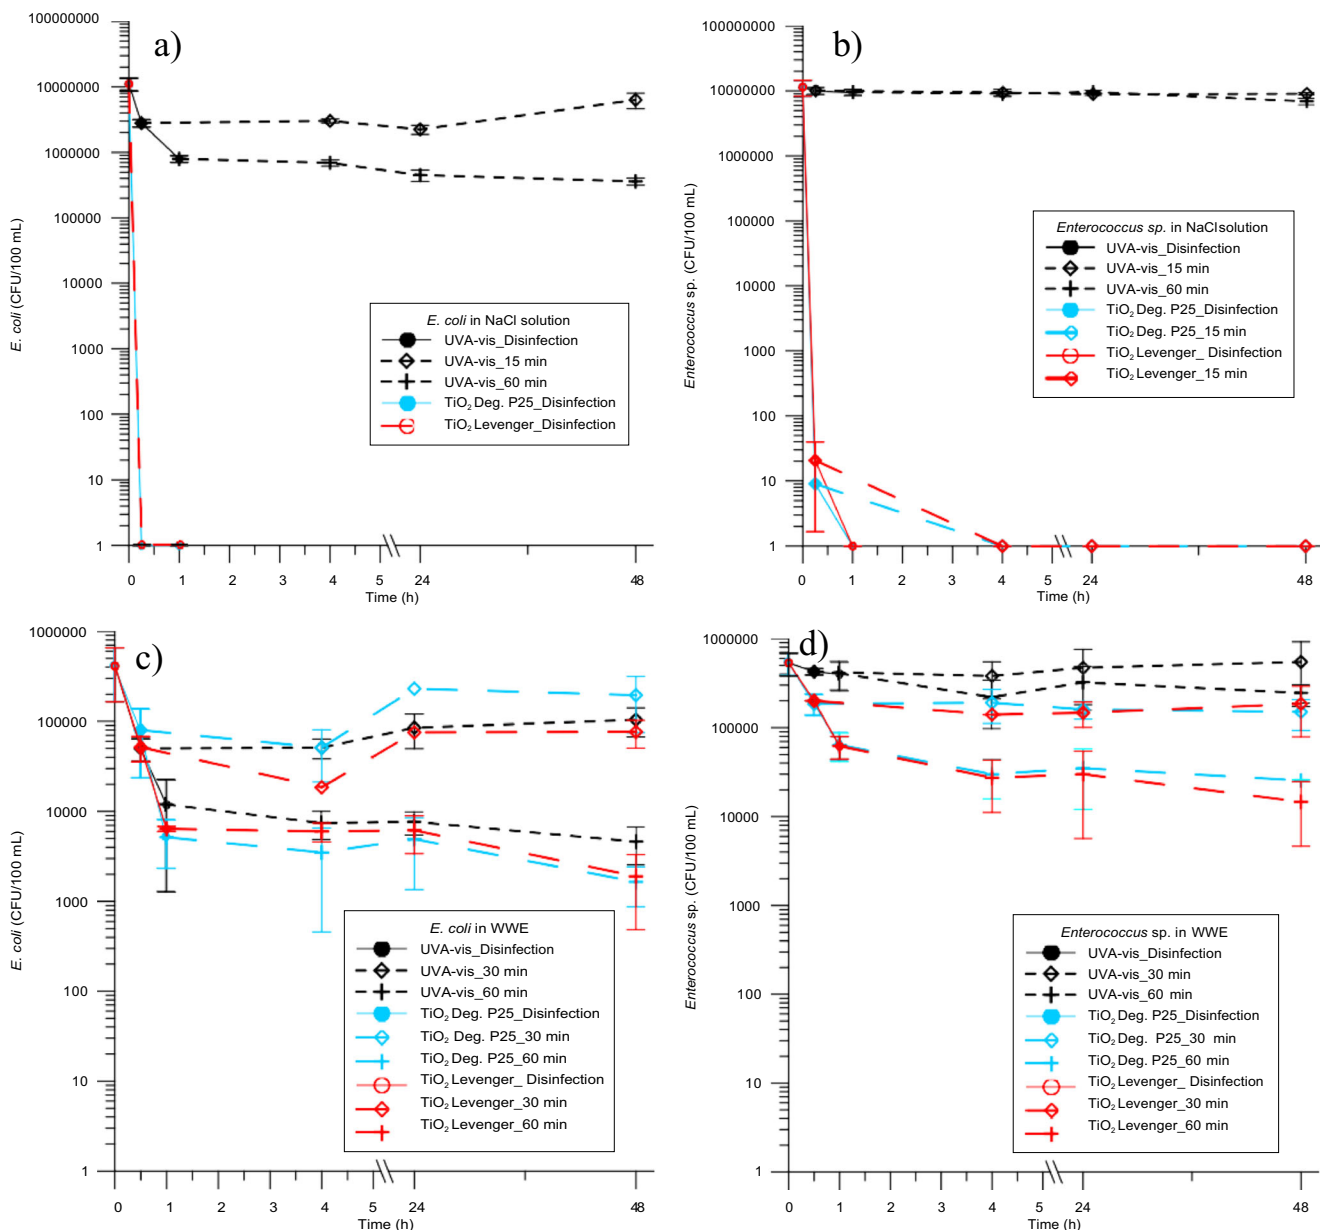 a)
100000000
10000000
1000000
100000
10000
1000
100
10
1
E. coli (CFU/100 mL)
E. coli in NaCl solution
UVA-vis_Disinfection
UVA-vis_15 min
UVA-vis_60 min
TiO2 Deg. P25_Disinfection
TiO2 Levenger_Disinfection
0 1 2 3 4 5 24 48
Time (h)
b)
100000000
10000000
1000000
100000
10000
1000
100
10
1
Enterococcus sp. (CFU/100 mL)
Enterococcus sp. in NaClsolution
UVA-vis_Disinfection
UVA-vis_15 min
UVA-vis_60 min
TiO2 Deg. P25_Disinfection
TiO2 Deg. P25_15 min
TiO2 Levenger_ Disinfection
TiO2 Levenger_15 min
0 1 2 3 4 5 24 48
Time (h)
c)
1000000
100000
10000
1000
100
10
1
E. coli (CFU/100 mL)
E. coli in WWE
UVA-vis_Disinfection
UVA-vis_30 min
UVA-vis_60 min
TiO2 Deg. P25_Disinfection
TiO2 Deg. P25_30 min
TiO2 Deg. P25_60 min
TiO2 Levenger_ Disinfection
TiO2 Levenger_30 min
TiO2 Levenger_60 min
0 1 2 3 4 5 24 48
Time (h)
d)
1000000
100000
10000
1000
100
10
1
Enterococcus sp. (CFU/100 mL)
Enterococcus sp. in WWE
UVA-vis_Disinfection
UVA-vis_30 min
UVA-vis_60 min
TiO2 Deg. P25_Disinfection
TiO2 Deg. P25_30 min
TiO2 Deg. P25_60 min
TiO2 Levenger_ Disinfection
TiO2 Levenger_30 min
TiO2 Levenger_60 min
0 1 2 3 4 5 24 48
Time (h)